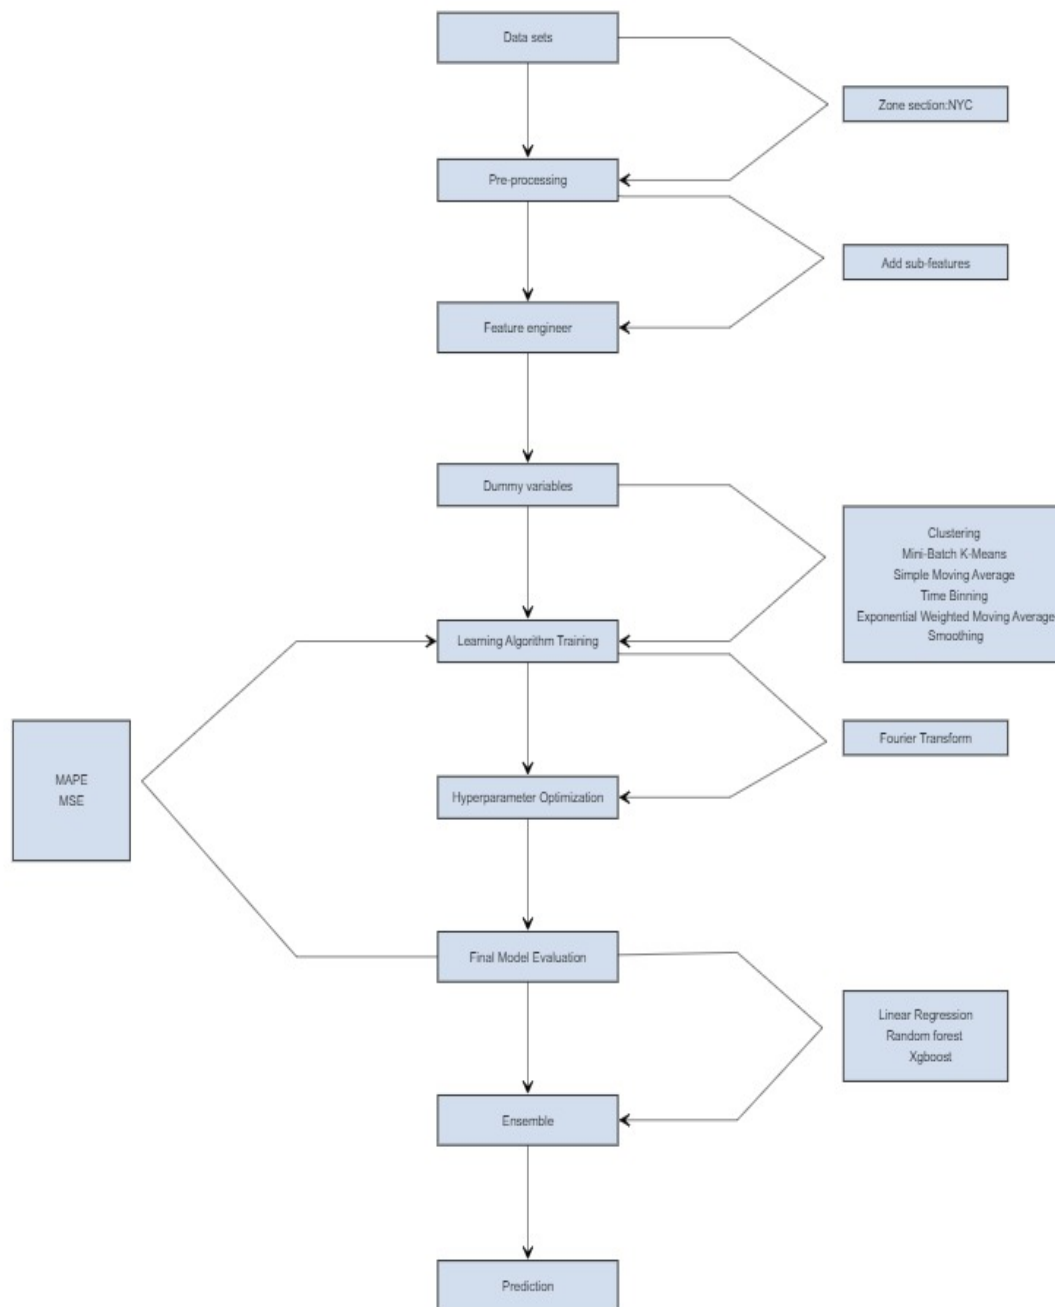 Data sets
Zone section:NYC
Pre-processing
Add sub-features
Feature engineer
Dummy variables
Clustering
Mini-Batch K-Means
Simple Moving Average
Time Binning
Exponential Weighted Moving Average
Smoothing
Learning Algorithm Training
Fourier Transform
MAPE
MSE
Hyperparameter Optimization
Final Model Evaluation
Linear Regression
Random forest
Xgboost
Ensemble
Prediction